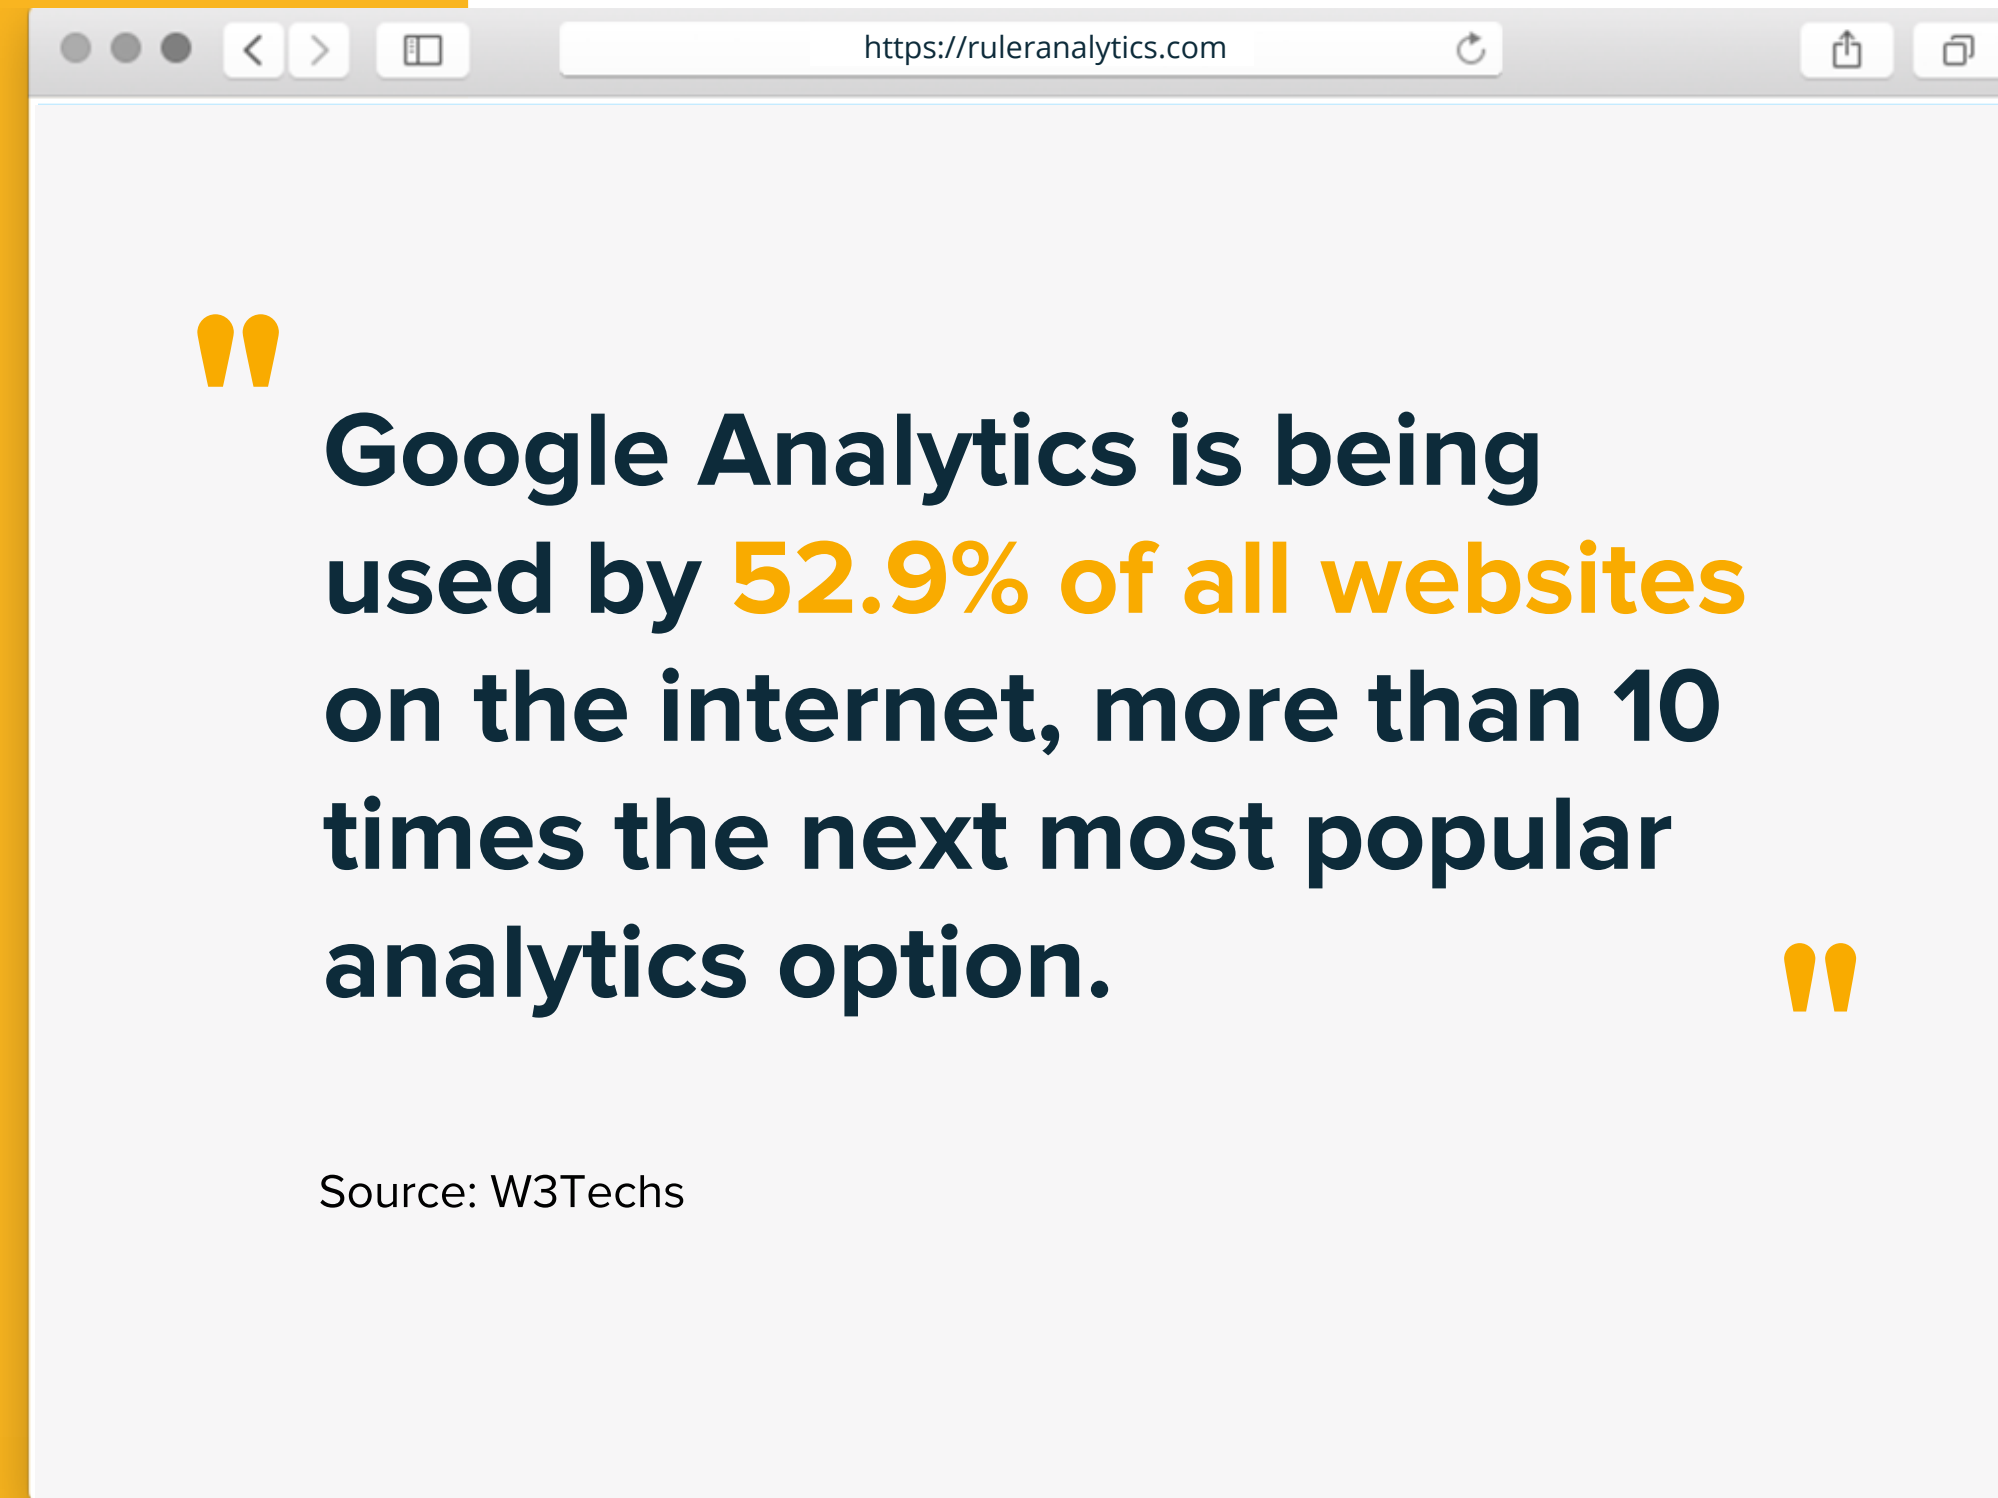 https://ruleranalytics.com
"
Google Analytics is being
used by 52.9% of all websites
on the internet, more than 10
times the next most popular
analytics option.
"
Source: W3Techs